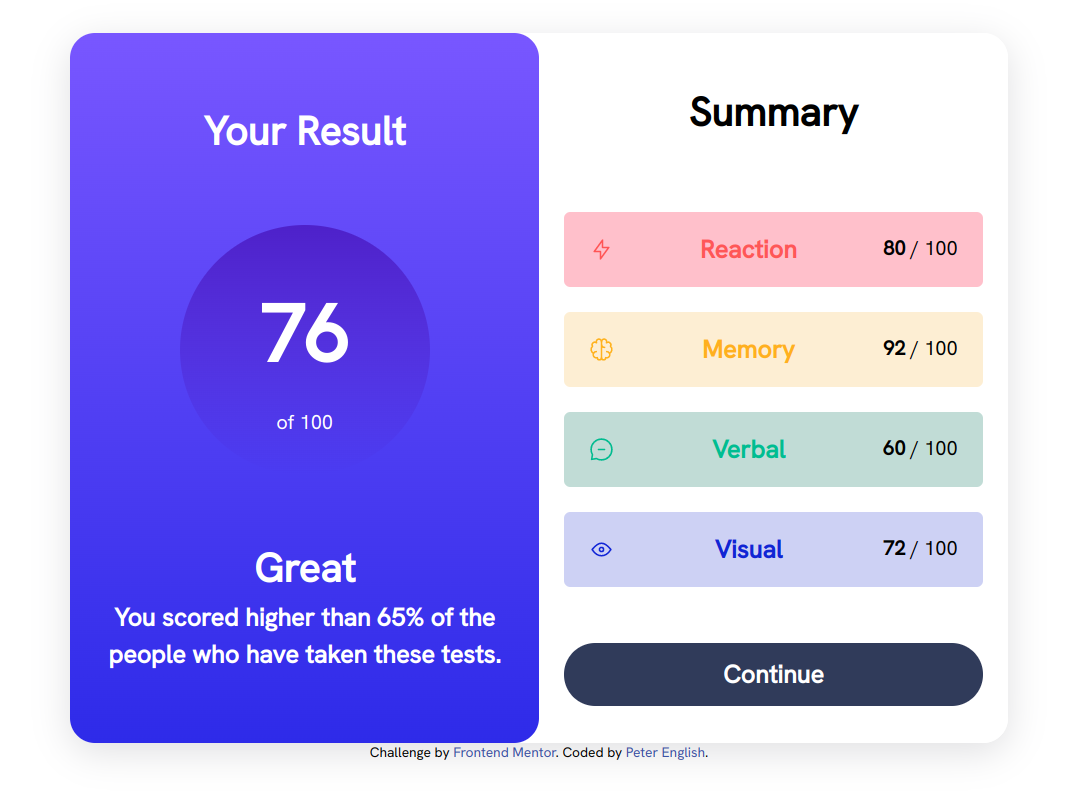 Your Result
76
of 100
Great
You scored higher than 65% of the
people who have taken these tests.
Summary
Reaction 80 / 100
Memory 92 / 100
Verbal 60 / 100
Visual 72 / 100
Continue
Challenge by Frontend Mentor. Coded by Peter English.